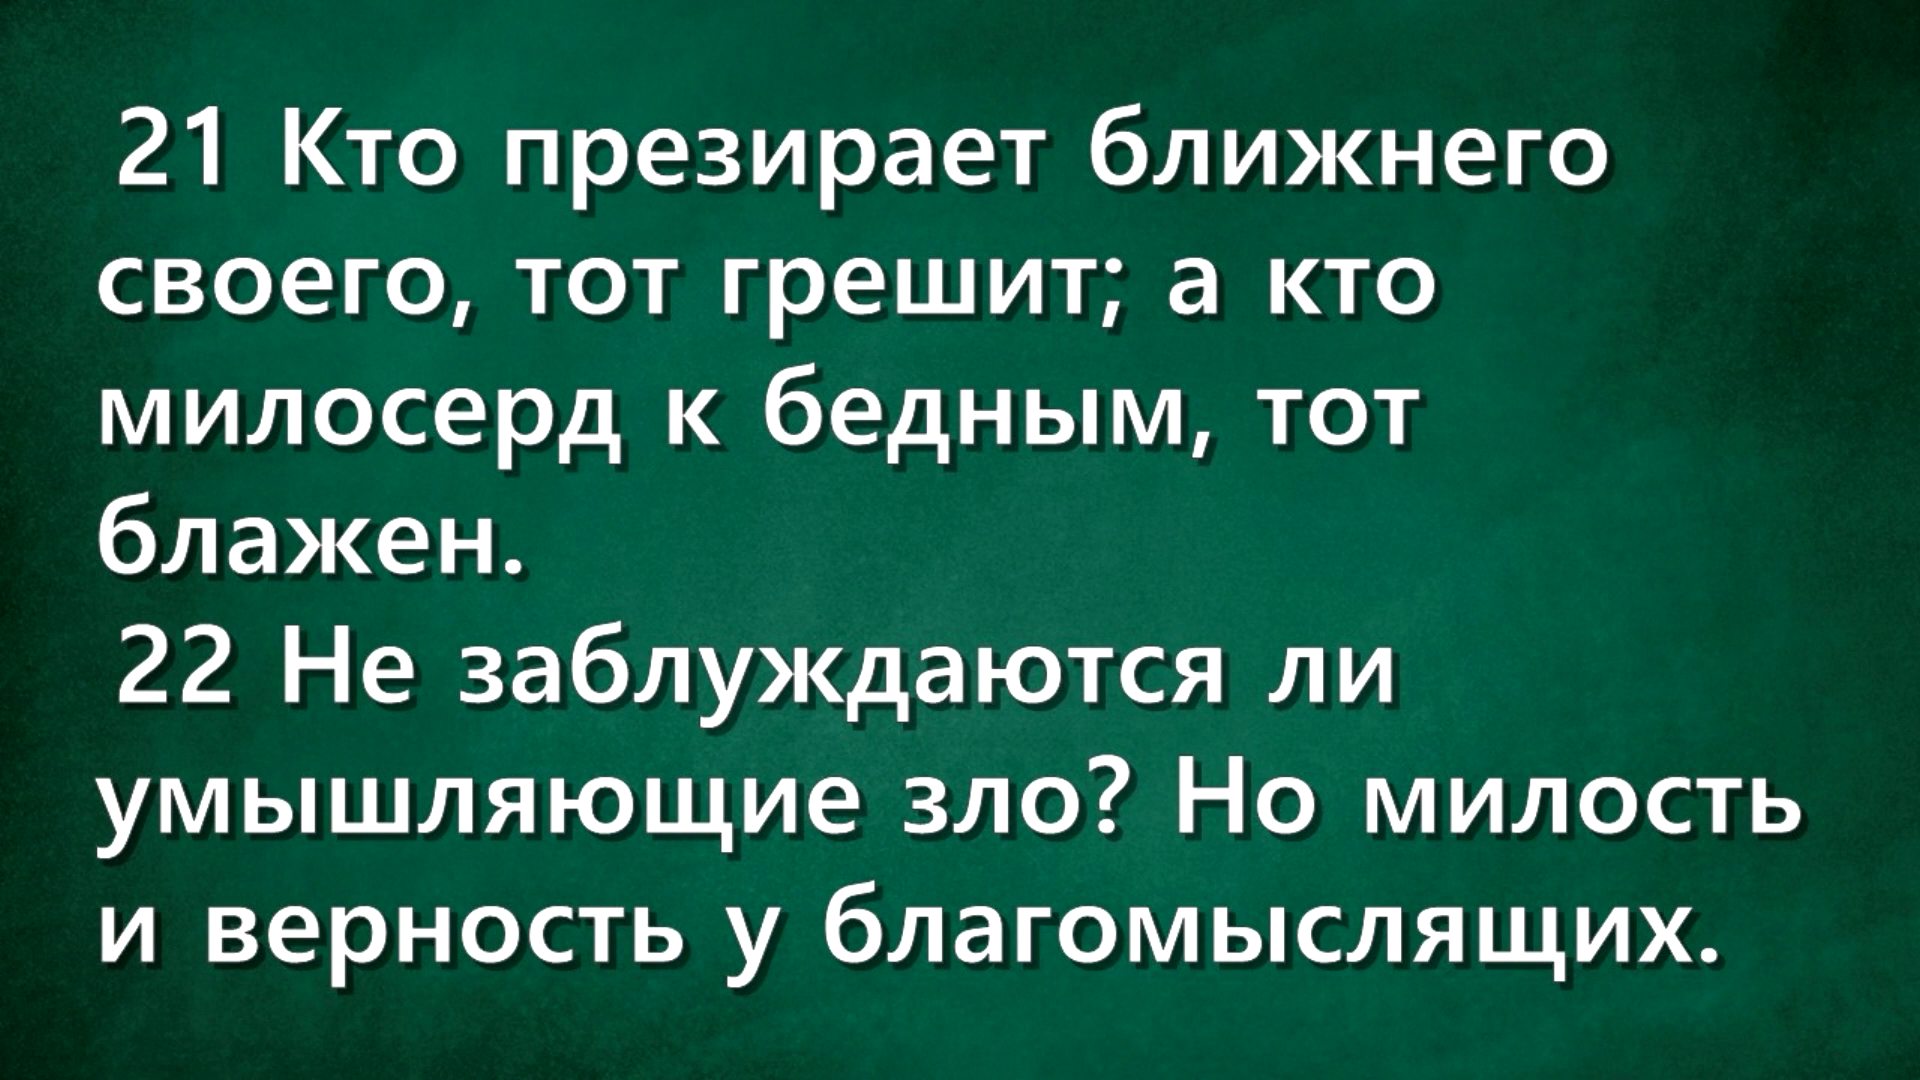 21 Кто презирает ближнего
своего, тот грешит; а кто
милосерд к бедным, тот
блажен.
22 Не заблуждаются ли
умышляющие зло? Но милость
и верность у благомыслящих.